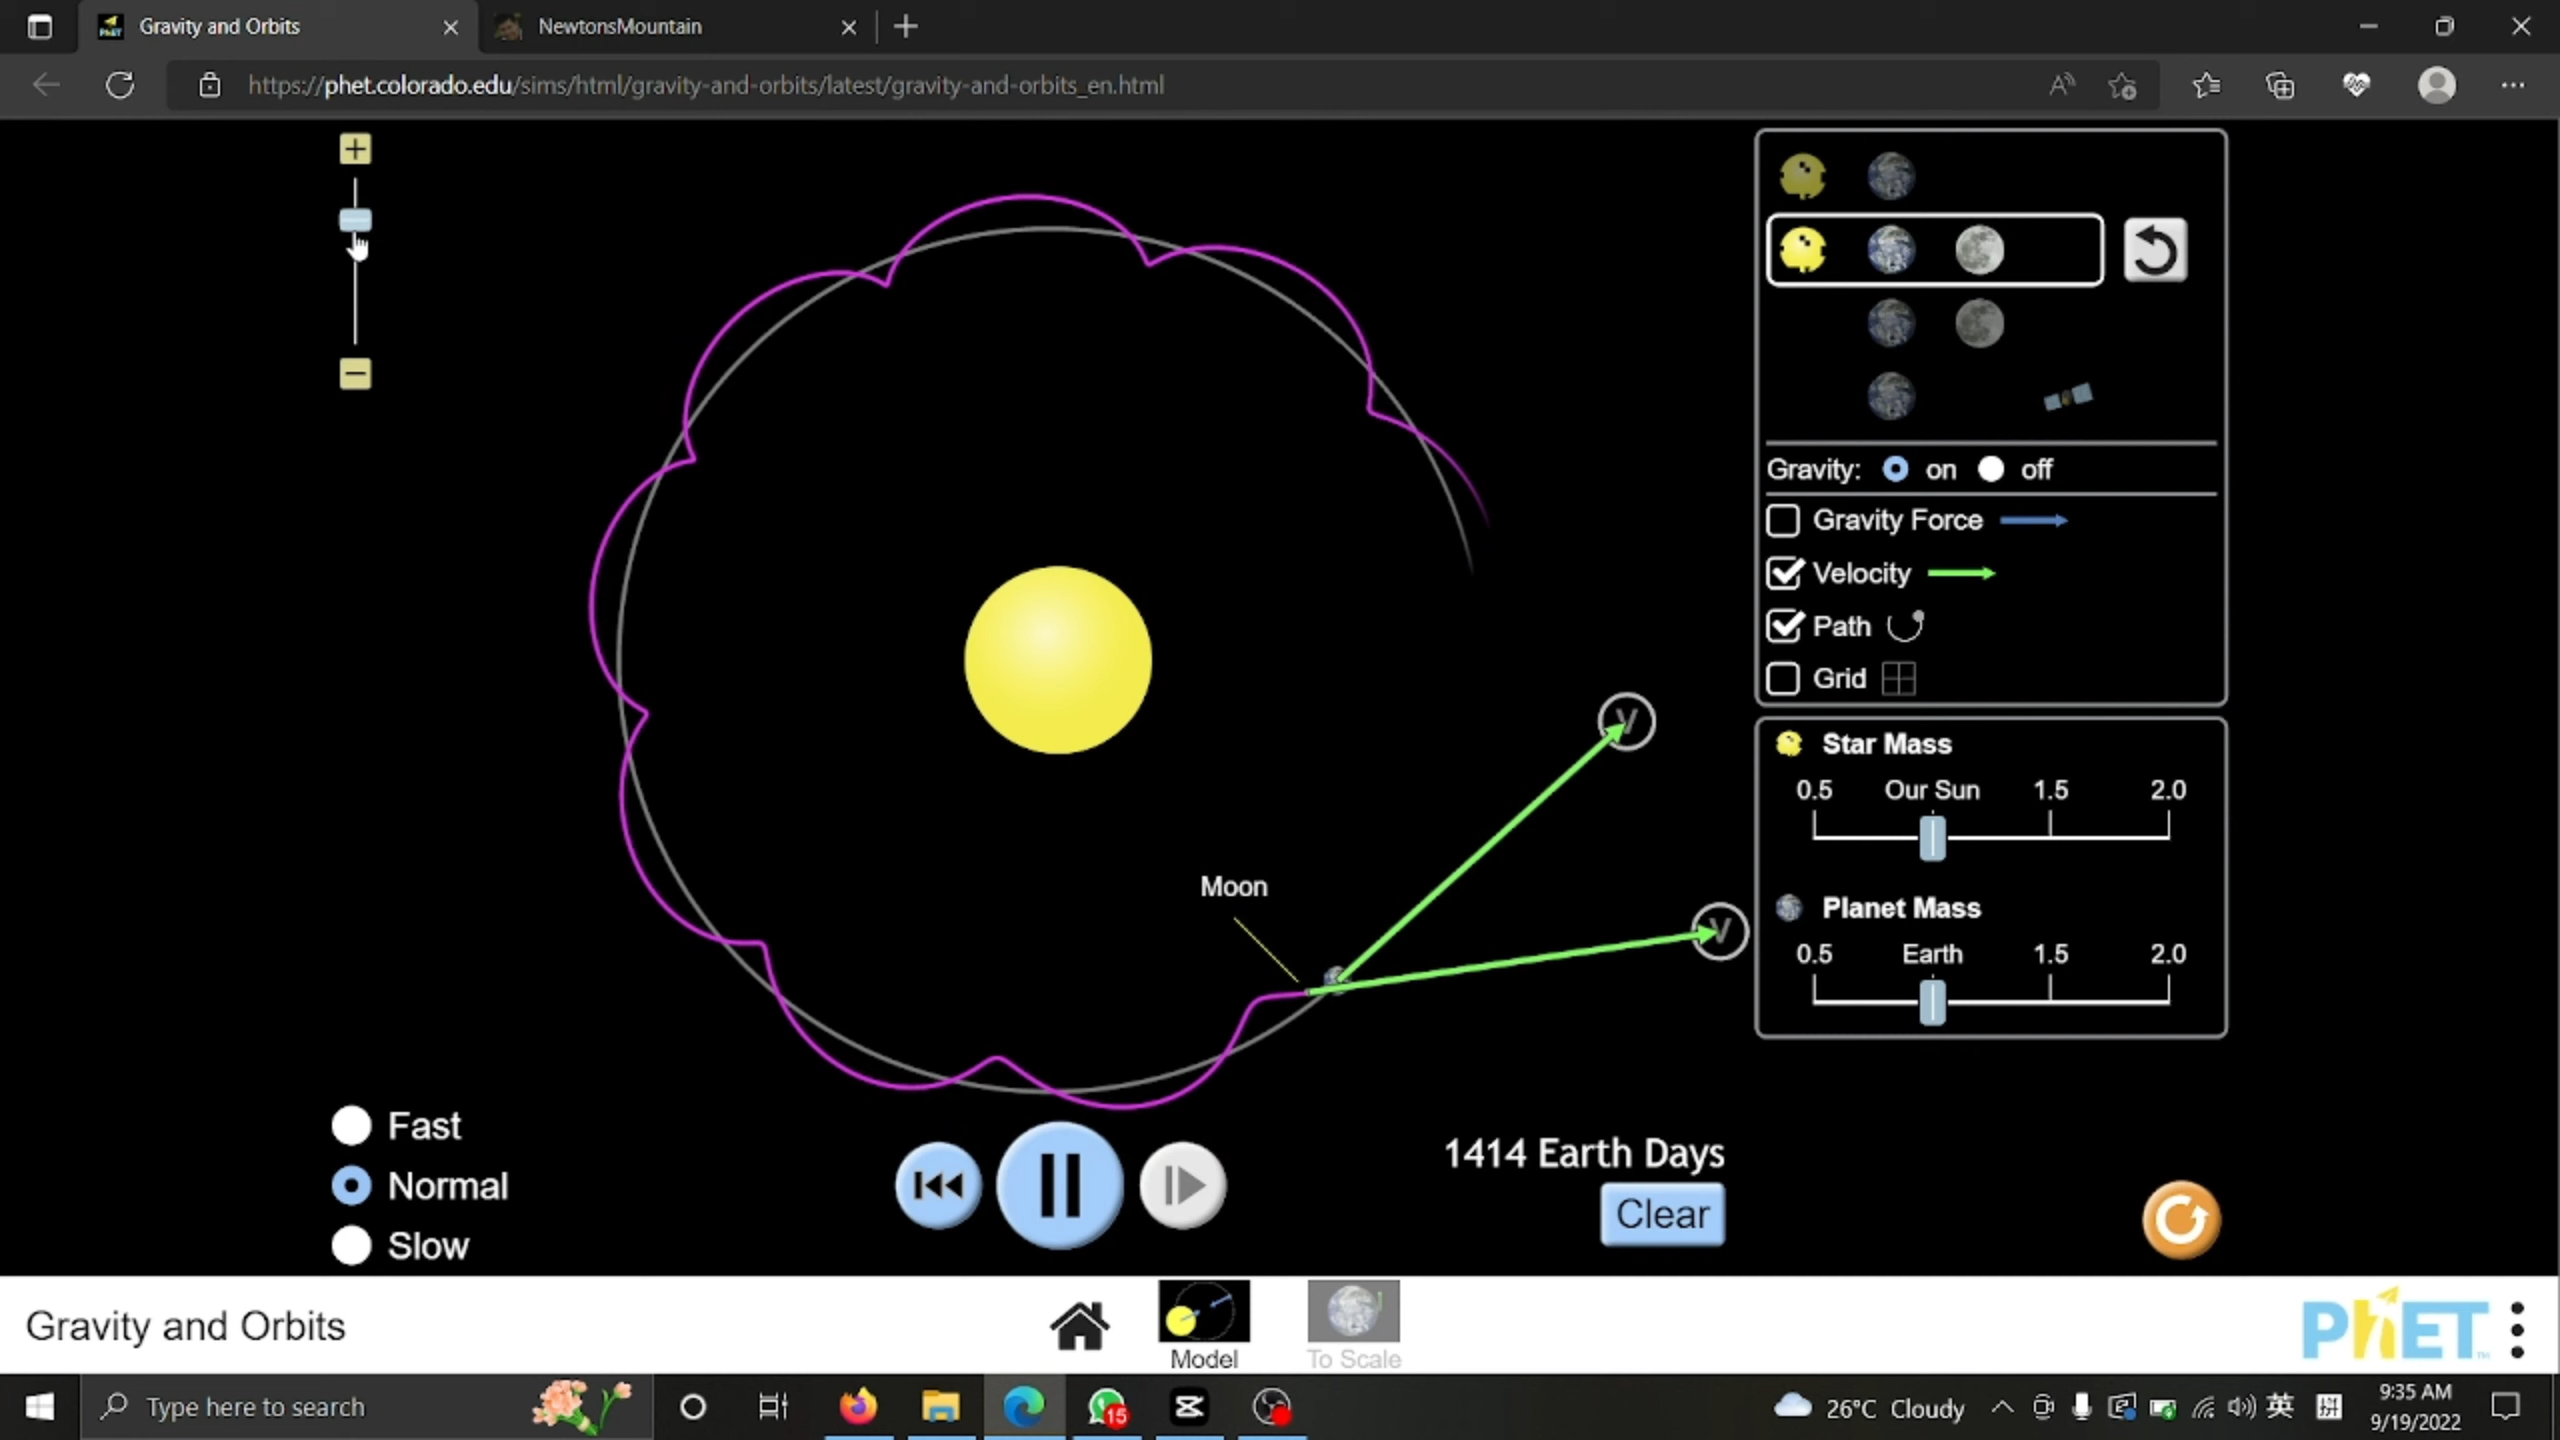 Gravity and Orbits
NewtonsMountain
https://phet.colorado.edu/sims/html/gravity-and-orbits/latest/gravity-and-orbits_en.html
Gravity: on off
Gravity Force
Velocity
Path
Grid
V
Star Mass
0.5 Our Sun 1.5 2.0
V
Planet Mass
0.5 Earth 1.5 2.0
Moon
Fast
Normal
Slow
1414 Earth Days
Clear
Gravity and Orbits
Model
To Scale
PhET
Type here to search
15
26°C Cloudy
英
拼
9:35 AM
9/19/2022